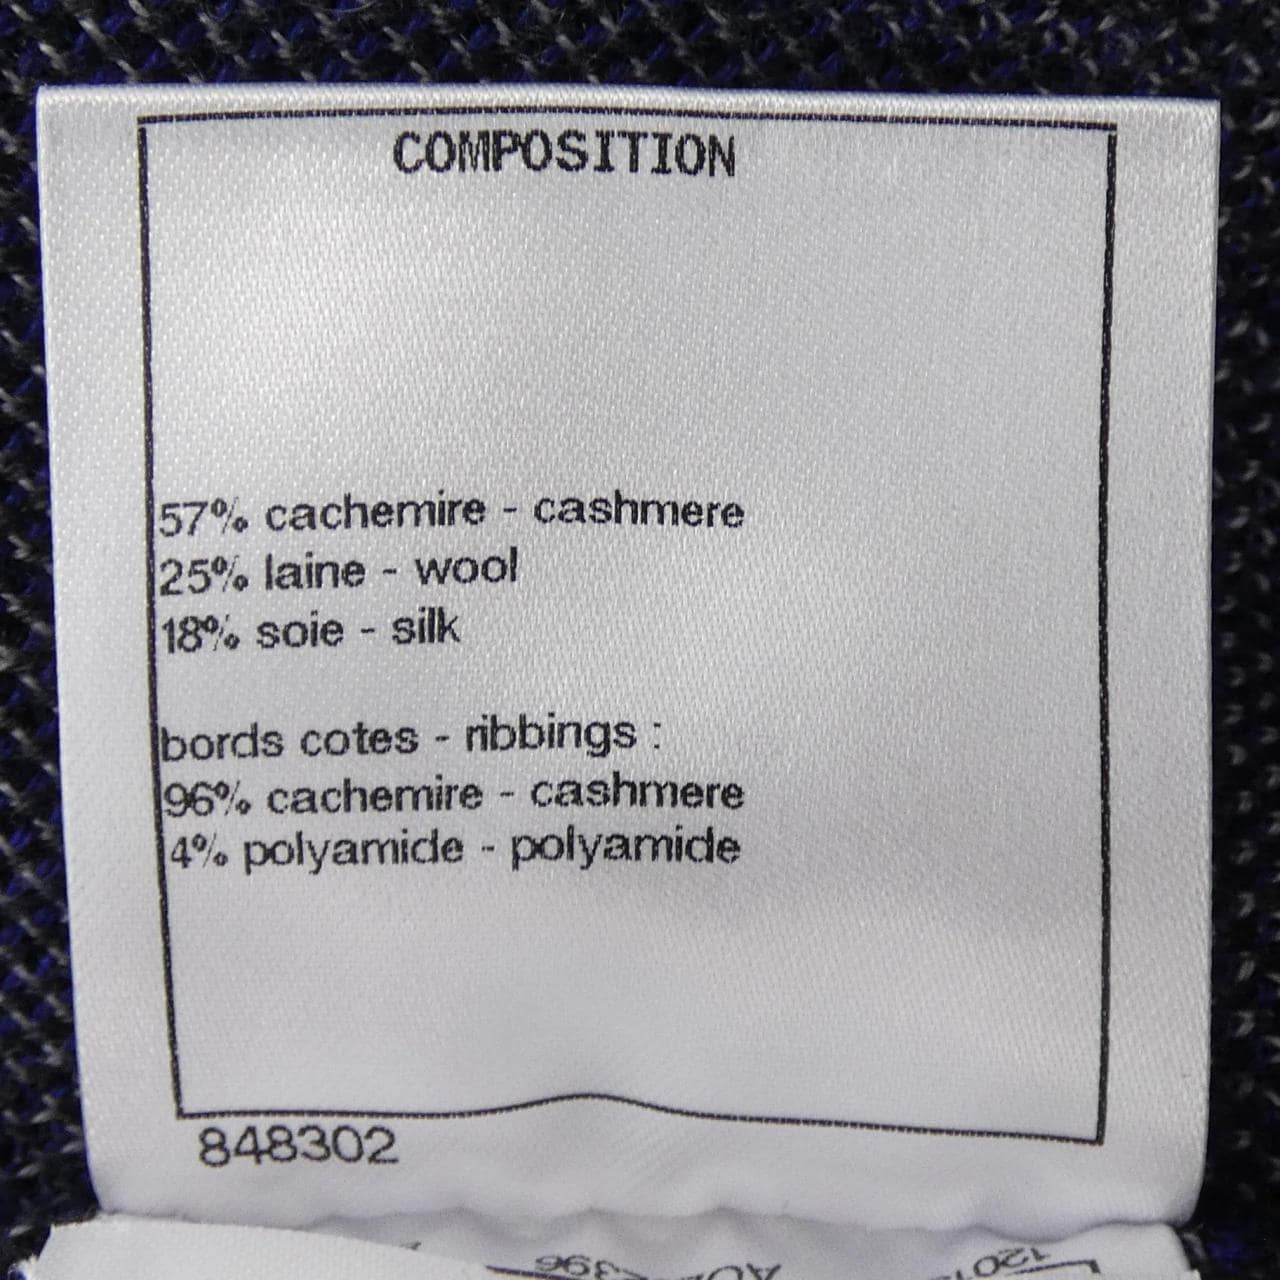 COMPOSITION
57% cachemire - cashmere
25% laine - wool
18% soie - silk
bords cotes - ribbings :
96% cachemire - cashmere
4% polyamide - polyamide
848302